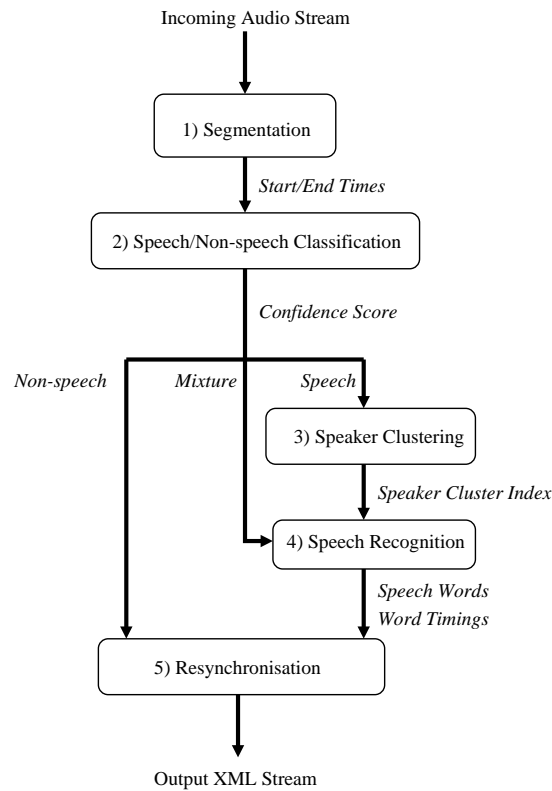 Incoming Audio Stream
1) Segmentation
Start/End Times
2) Speech/Non-speech Classification
Confidence Score
Non-speech
Mixture
Speech
3) Speaker Clustering
Speaker Cluster Index
4) Speech Recognition
Speech Words
Word Timings
5) Resynchronisation
Output XML Stream